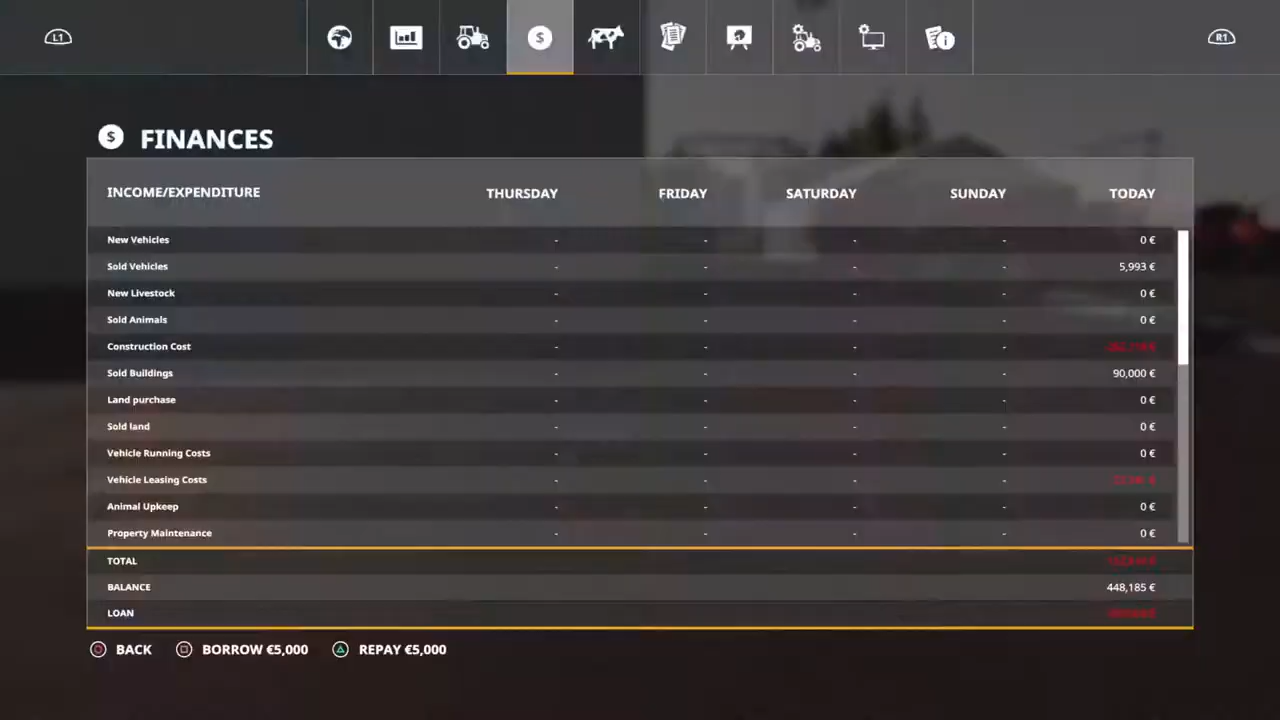 L1
R1
$ FINANCES
INCOME/EXPENDITURE THURSDAY FRIDAY SATURDAY SUNDAY TODAY
New Vehicles - - - - 0 €
Sold Vehicles - - - - 5,993 €
New Livestock - - - - 0 €
Sold Animals - - - - 0 €
Construction Cost - - - -
Sold Buildings - - - - 90,000 €
Land purchase - - - - 0 €
Sold land - - - - 0 €
Vehicle Running Costs - - - - 0 €
Vehicle Leasing Costs - - - -
Animal Upkeep - - - - 0 €
Property Maintenance - - - - 0 €
TOTAL
BALANCE 448,185 €
LOAN
BACK BORROW €5,000 REPAY €5,000